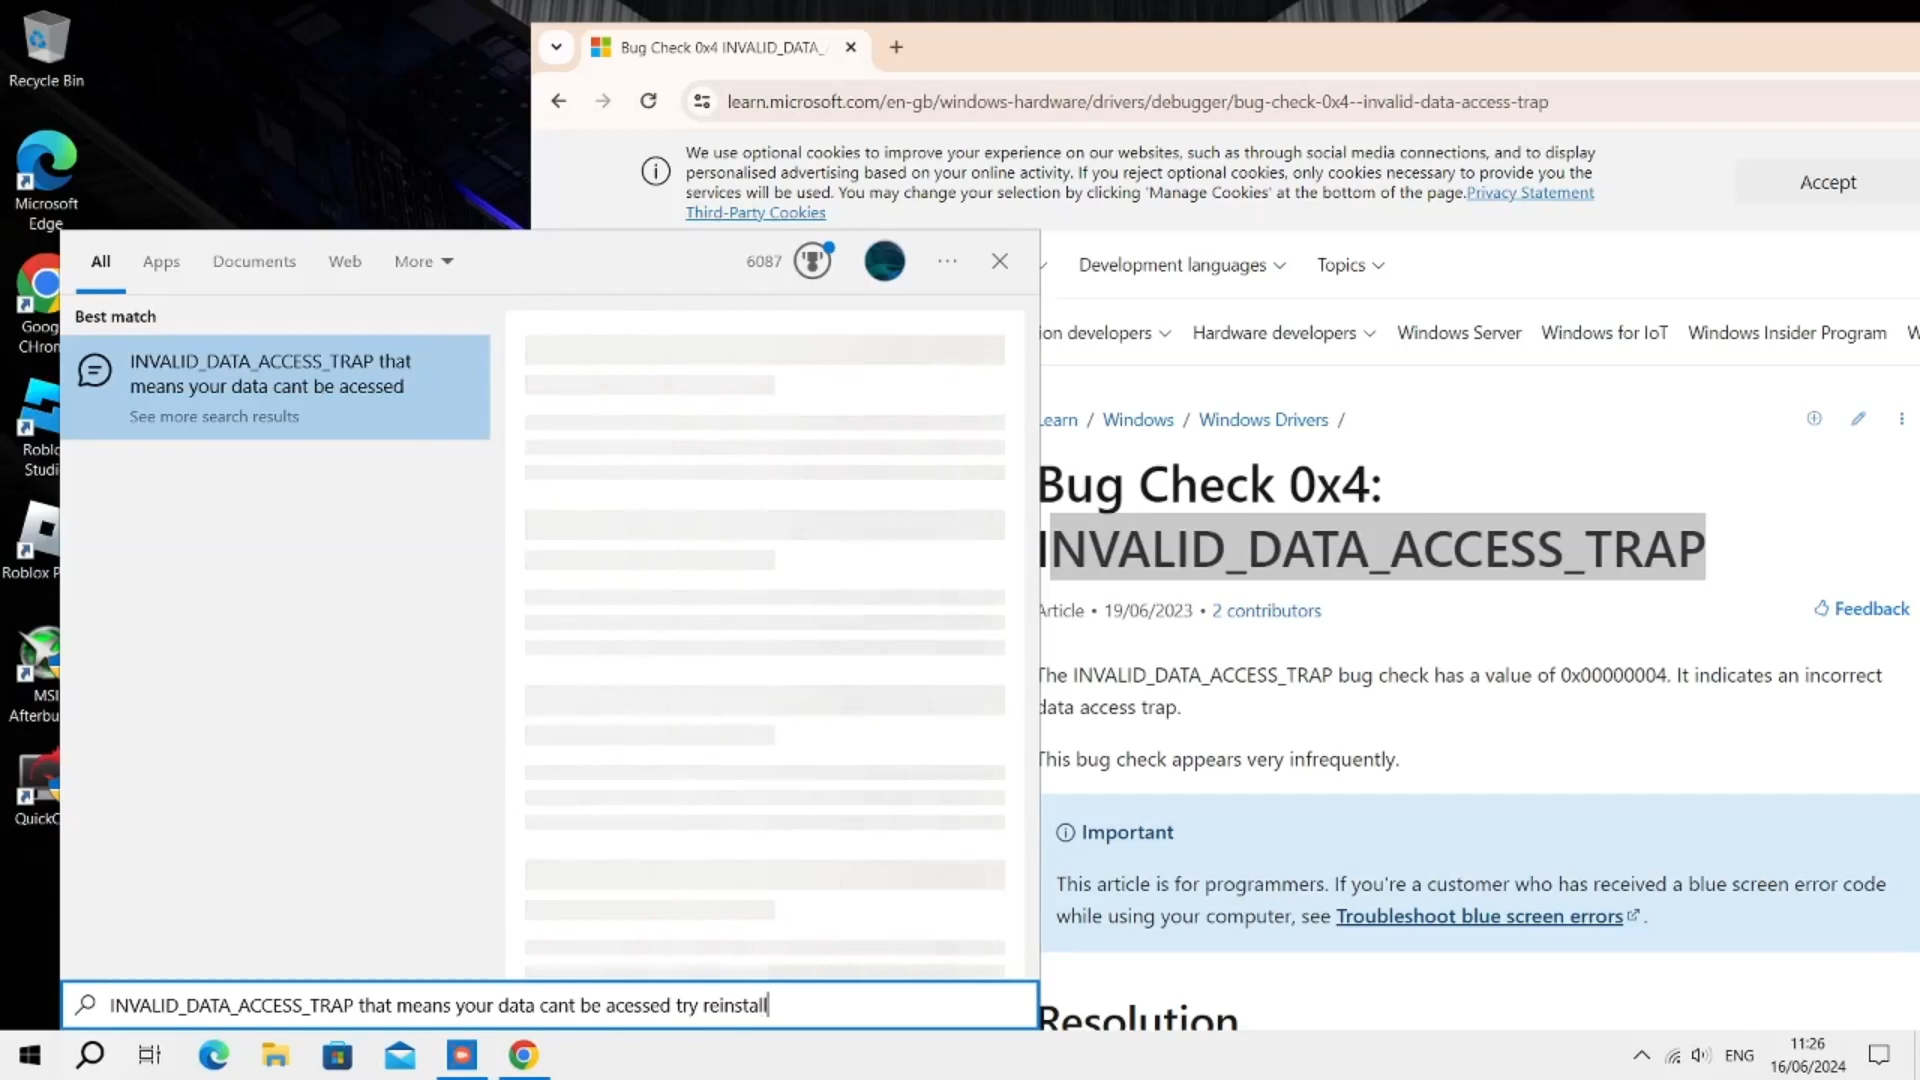 Recycle Bin
Microsoft
Edge
Goog
CHron
Roblo
Studi
Roblox P
MSI
Afterbu
QuickC
Bug Check 0x4 INVALID_DATA_
learn.microsoft.com/en-gb/windows-hardware/drivers/debugger/bug-check-0x4--invalid-data-access-trap
We use optional cookies to improve your experience on our websites, such as through social media connections, and to display
personalised advertising based on your online activity. If you reject optional cookies, only cookies necessary to provide you the
services will be used. You may change your selection by clicking 'Manage Cookies' at the bottom of the page.Privacy Statement
Third-Party Cookies
Accept
All Apps Documents Web More 6087 ···
Best match
INVALID_DATA_ACCESS_TRAP that
means your data cant be acessed
See more search results
INVALID_DATA_ACCESS_TRAP that means your data cant be acessed try reinstall
Development languages Topics
ion developers Hardware developers Windows Server Windows for IoT Windows Insider Program W
Learn / Windows / Windows Drivers /
Bug Check 0x4:
INVALID_DATA_ACCESS_TRAP
Article • 19/06/2023 • 2 contributors
Feedback
The INVALID_DATA_ACCESS_TRAP bug check has a value of 0x00000004. It indicates an incorrect
data access trap.
This bug check appears very infrequently.
Important
This article is for programmers. If you're a customer who has received a blue screen error code
while using your computer, see Troubleshoot blue screen errors .
Resolution
ENG
11:26
16/06/2024